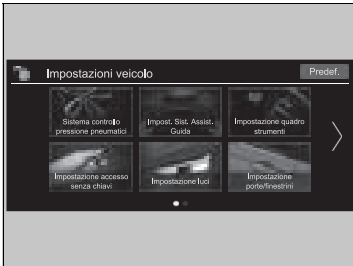 Impostazioni veicolo
Predef.
Sistema controllo
pressione pneumatici
Impost. Sist. Assist.
Guida
Impostazione quadro
strumenti
Impostazione accesso
senza chiavi
Impostazione luci
Impostazione
porte/finestrini